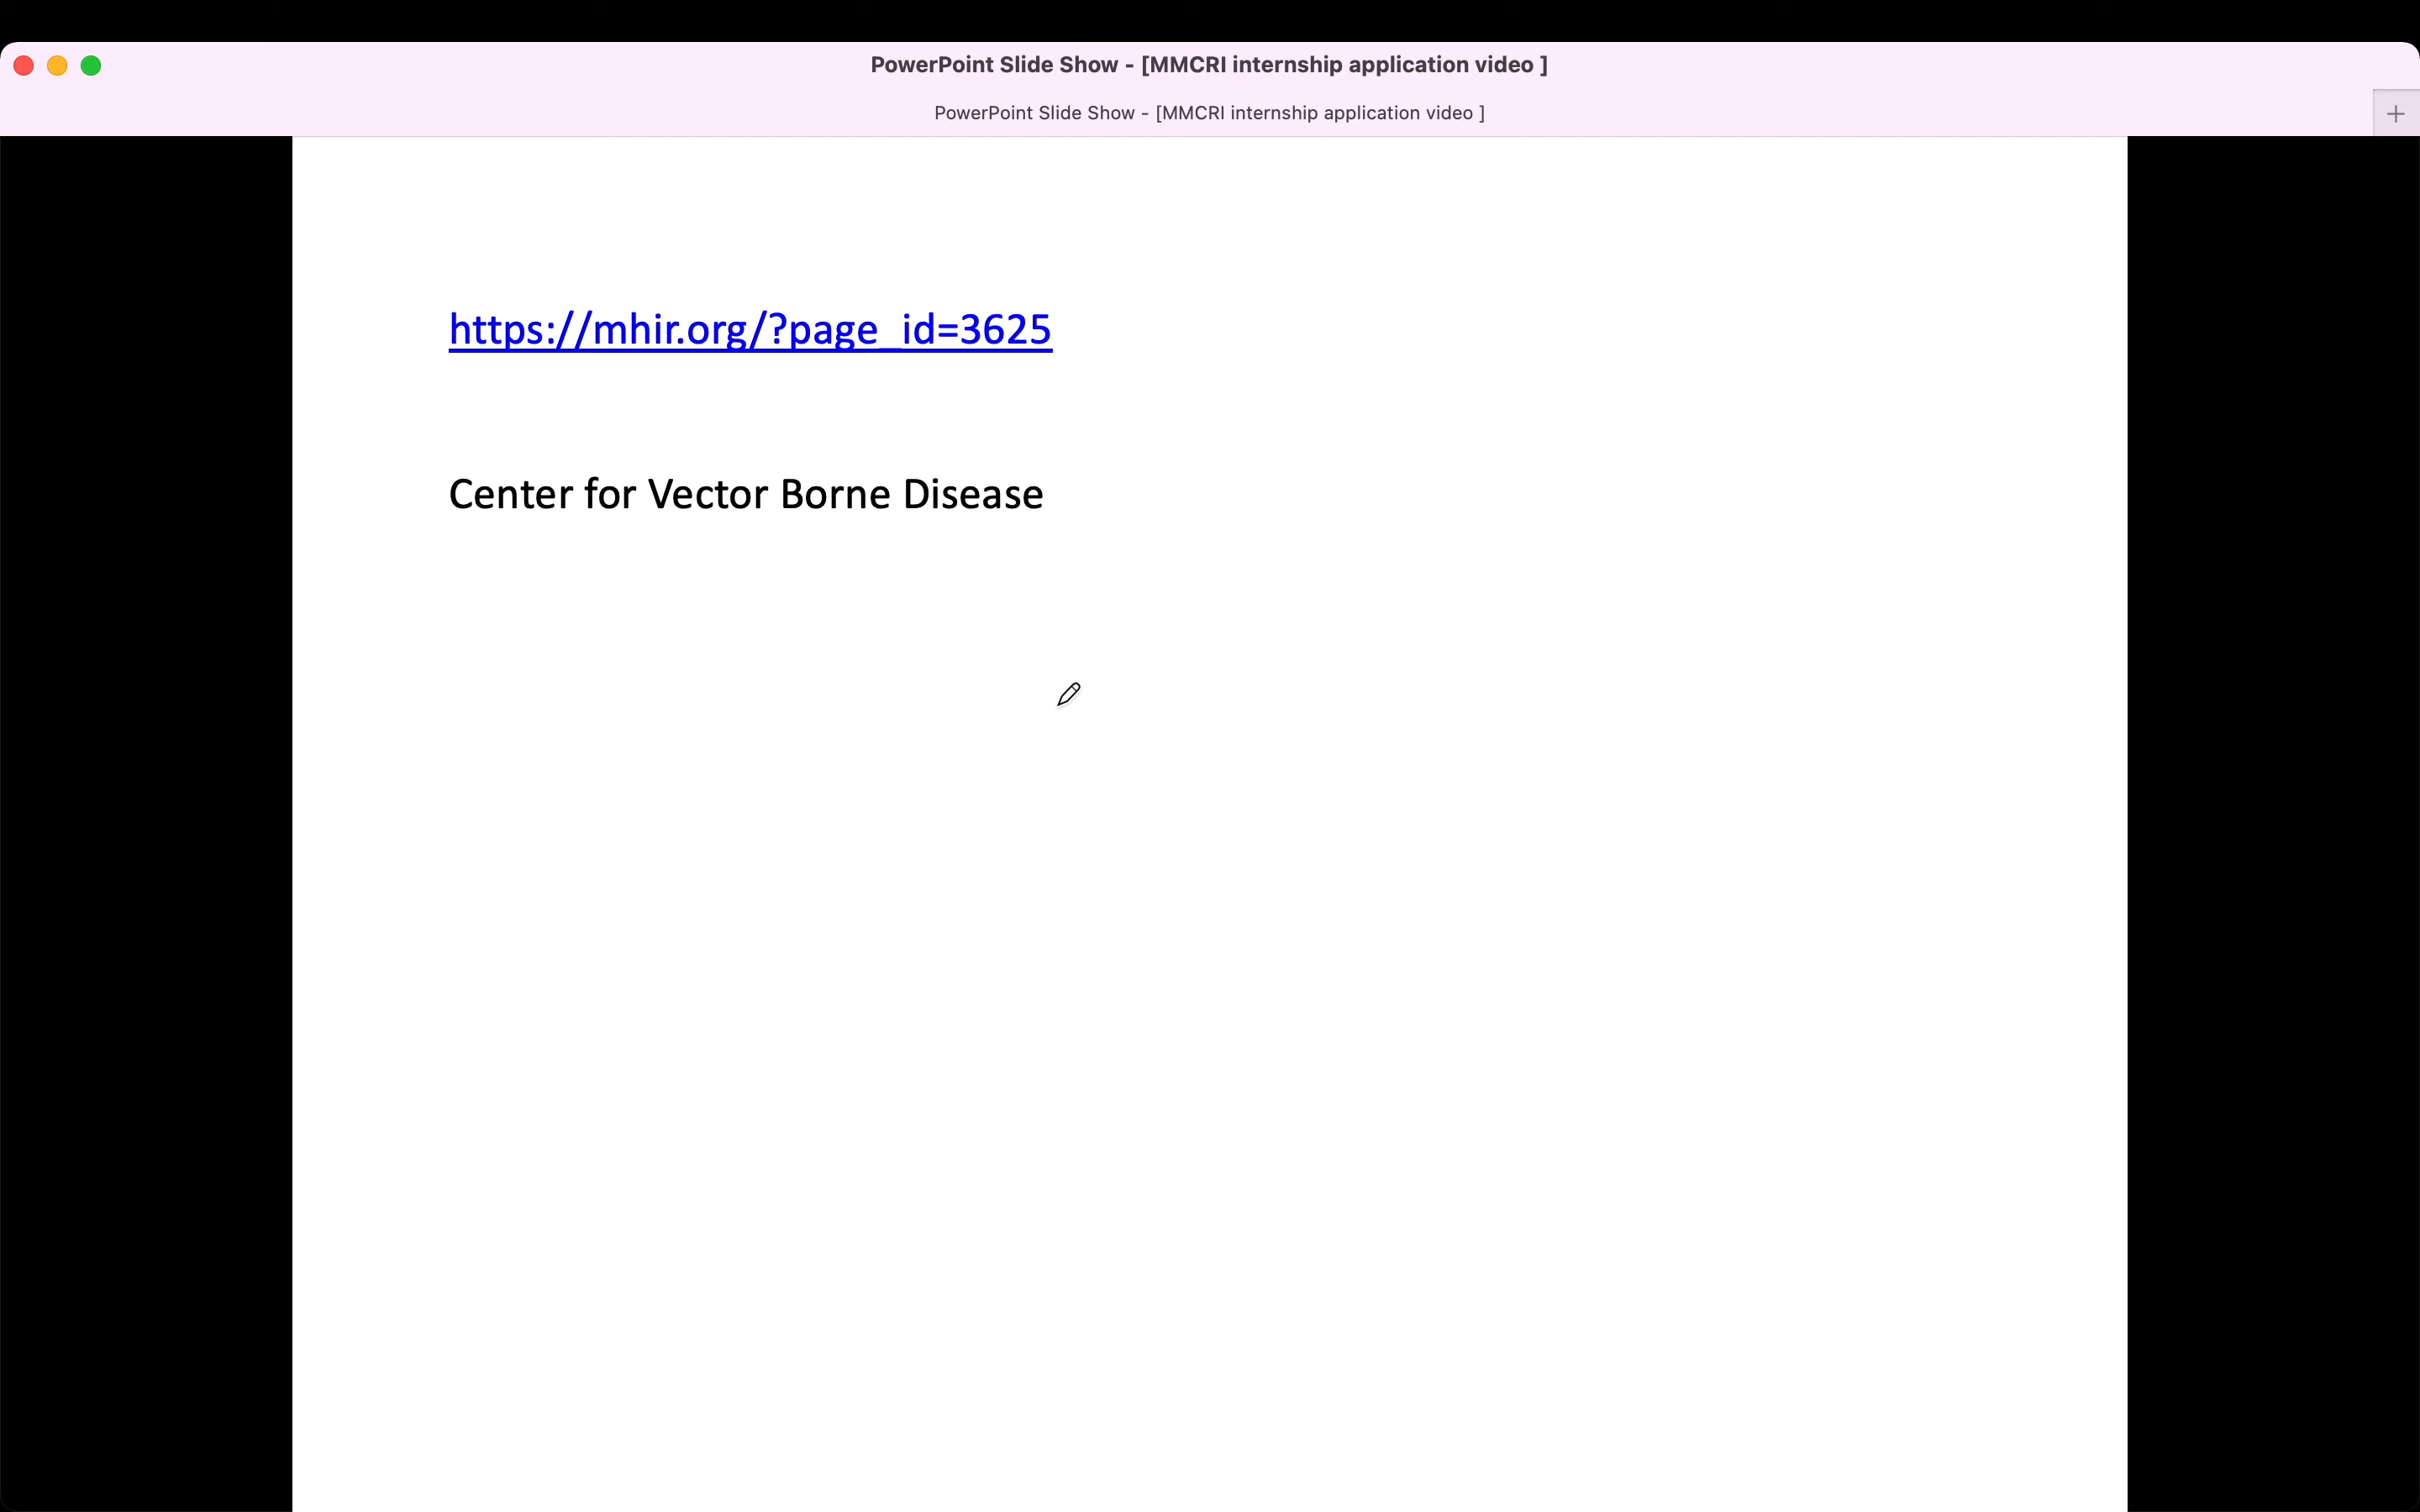 PowerPoint Slide Show - [MMCRI internship application video ]
PowerPoint Slide Show - [MMCRI internship application video ]
https://mhir.org/?page_id=3625
Center for Vector Borne Disease